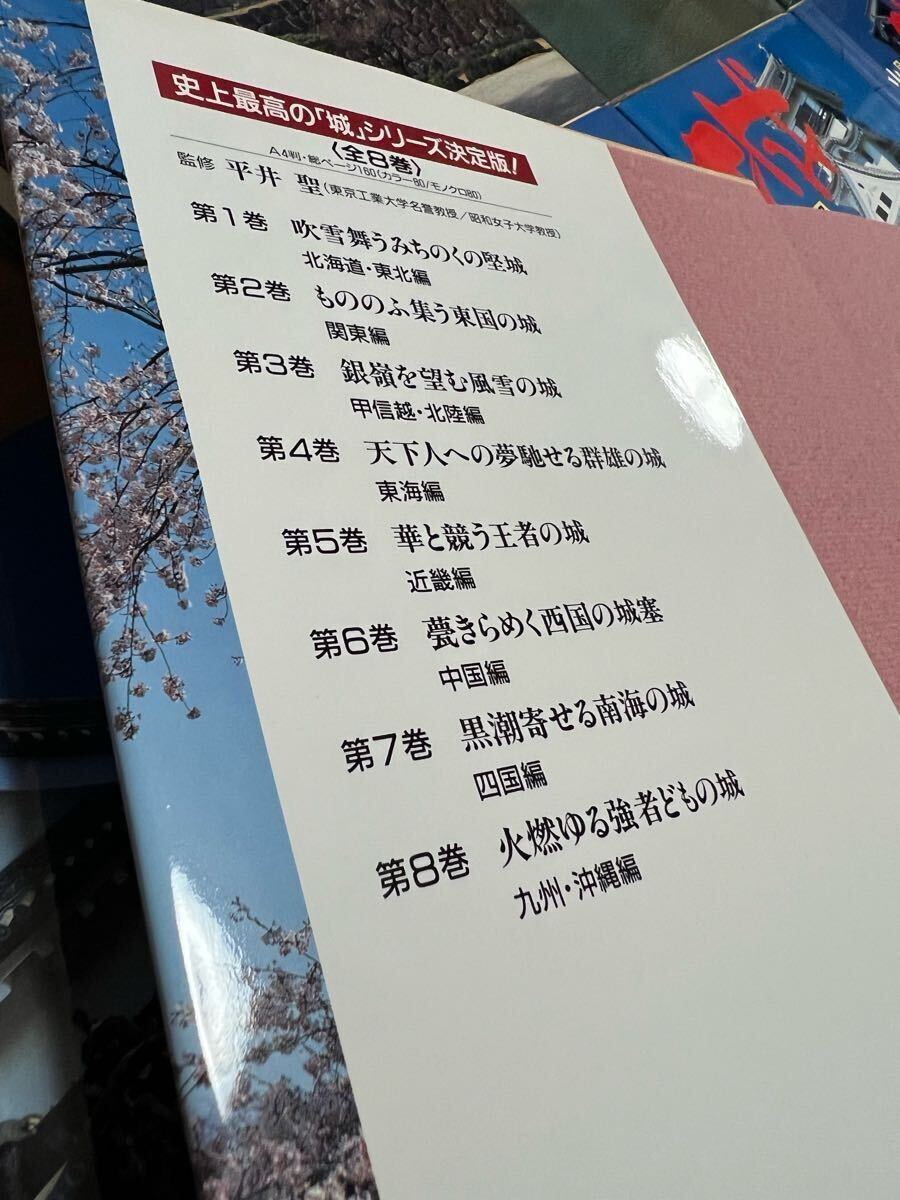 史上最高の「城」シリーズ決定版!
〈全8巻〉
A4判・総ページ160(カラー80/モノクロ80)
監修 平井 聖(東京工業大学名誉教授/昭和女子大学教授)
第1巻 吹雪舞うみちのくの堅城
北海道・東北編
第2巻 もののふ集う東国の城
関東編
第3巻 銀嶺を望む風雪の城
甲信越・北陸編
第4巻 天下人への夢馳せる群雄の城
東海編
第5巻 華と競う王者の城
近畿編
第6巻 甍きらめく西国の城塞
中国編
第7巻 黒潮寄せる南海の城
四国編
第8巻 火燃ゆる強者どもの城
九州・沖縄編